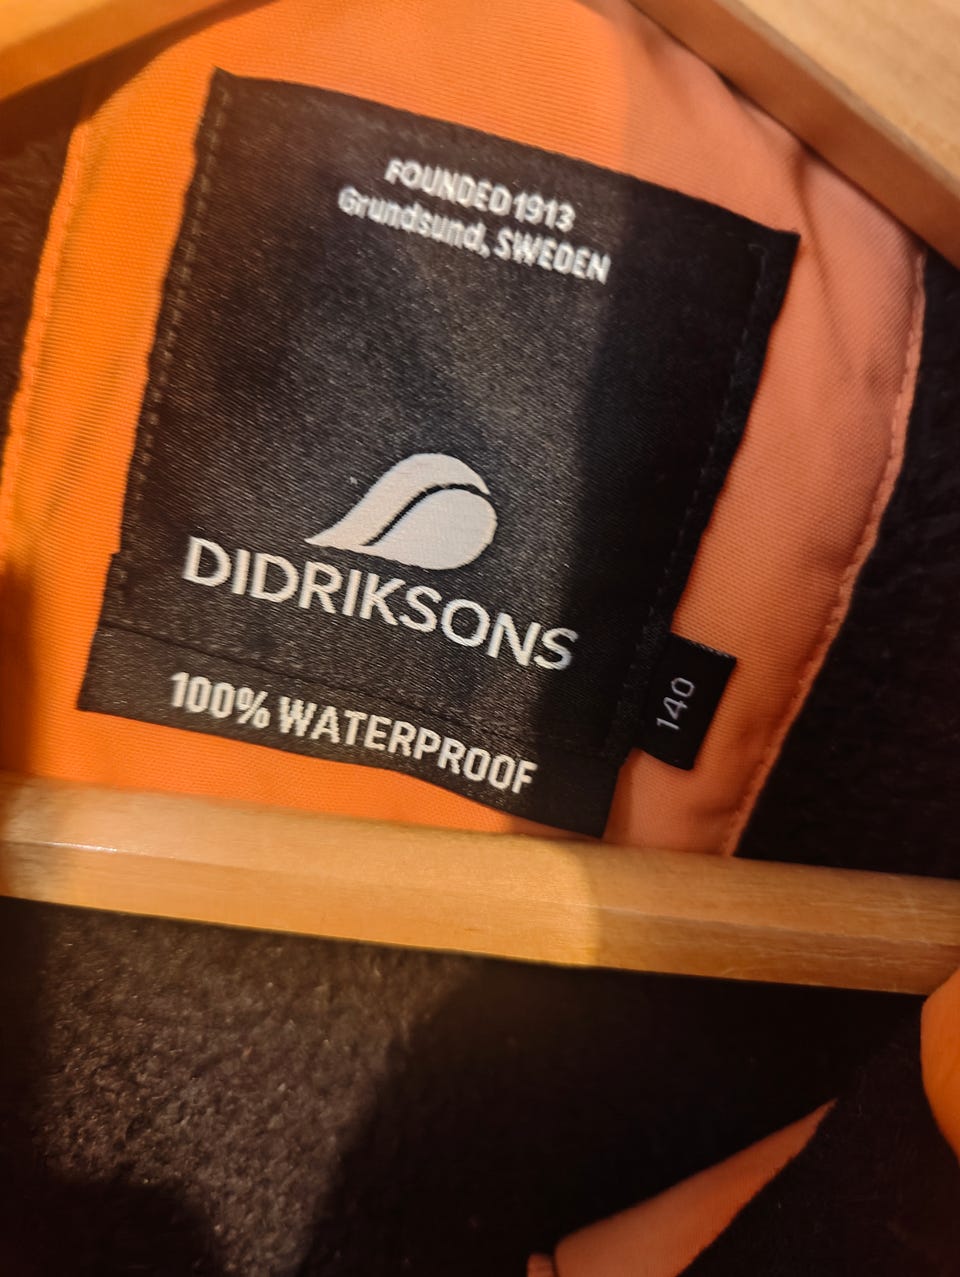 FOUNDED 1913
Grundsund, SWEDEN
DIDRIKSONS
100% WATERPROOF
140